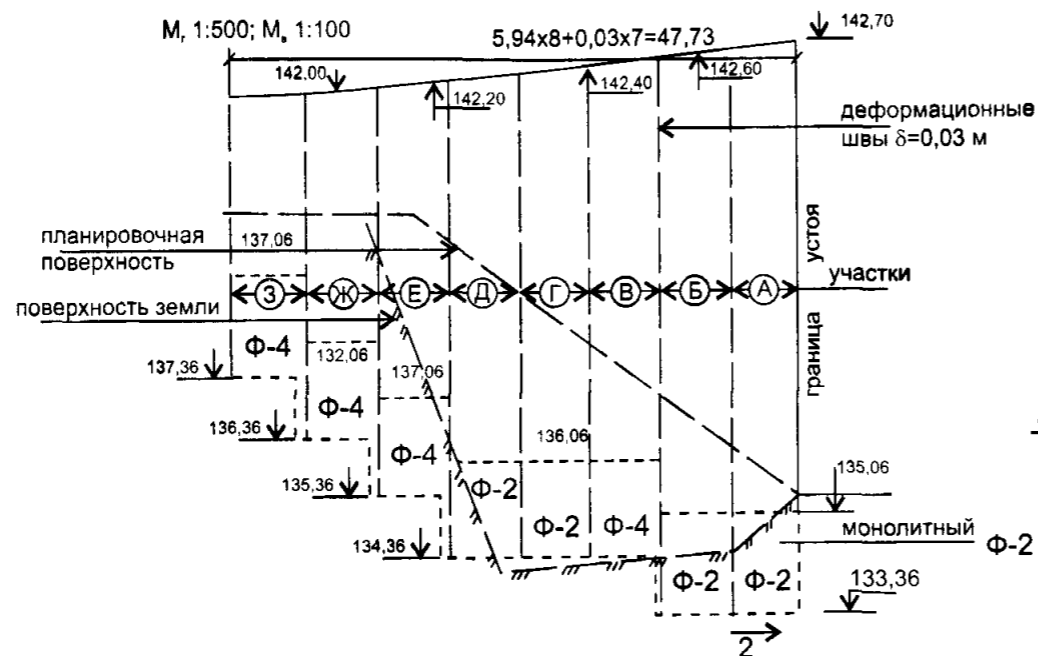 Мг 1:500; Мв 1:100
5,94х8+0,03х7=47,73
142,70
142,00
142,20
142,40
142,60
деформационные
швы δ=0,03 м
планировочная
поверхность
137,06
устоя
участки
З Ж Е Д Г В Б А
поверхность земли
граница
Ф-4
132,06
137,06
137,36
Ф-4
136,36
Ф-4
136,06
135,06
135,36
Ф-2
Ф-2
Ф-4
монолитный
Ф-2
134,36
Ф-2
Ф-2
133,36
2